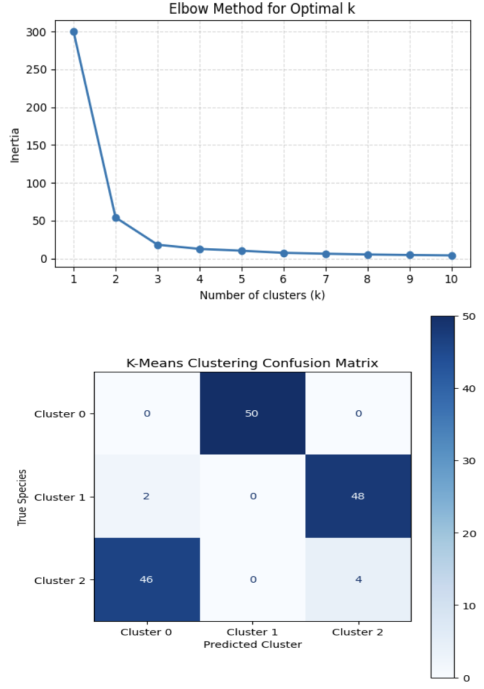 Elbow Method for Optimal k
300
250
200
150
100
50
0
Inertia
1 2 3 4 5 6 7 8 9 10
Number of clusters (k)
K-Means Clustering Confusion Matrix
True Species
Cluster 0 0 50 0
Cluster 1 2 0 48
Cluster 2 46 0 4
Cluster 0 Cluster 1 Cluster 2
Predicted Cluster
50
40
30
20
10
0